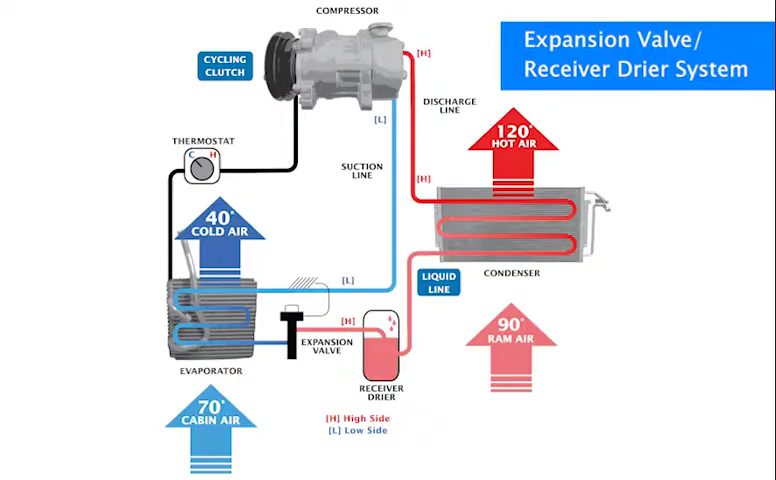 COMPRESSOR
Expansion Valve/
Receiver Drier System
CYCLING
CLUTCH
[H]
DISCHARGE
LINE
[L]
THERMOSTAT
C H
SUCTION
LINE
[H]
120°
HOT AIR
40°
COLD AIR
[L]
LIQUID
LINE
CONDENSER
[H]
EXPANSION
VALVE
90°
RAM AIR
EVAPORATOR
RECEIVER
DRIER
70°
CABIN AIR
[H] High Side
[L] Low Side